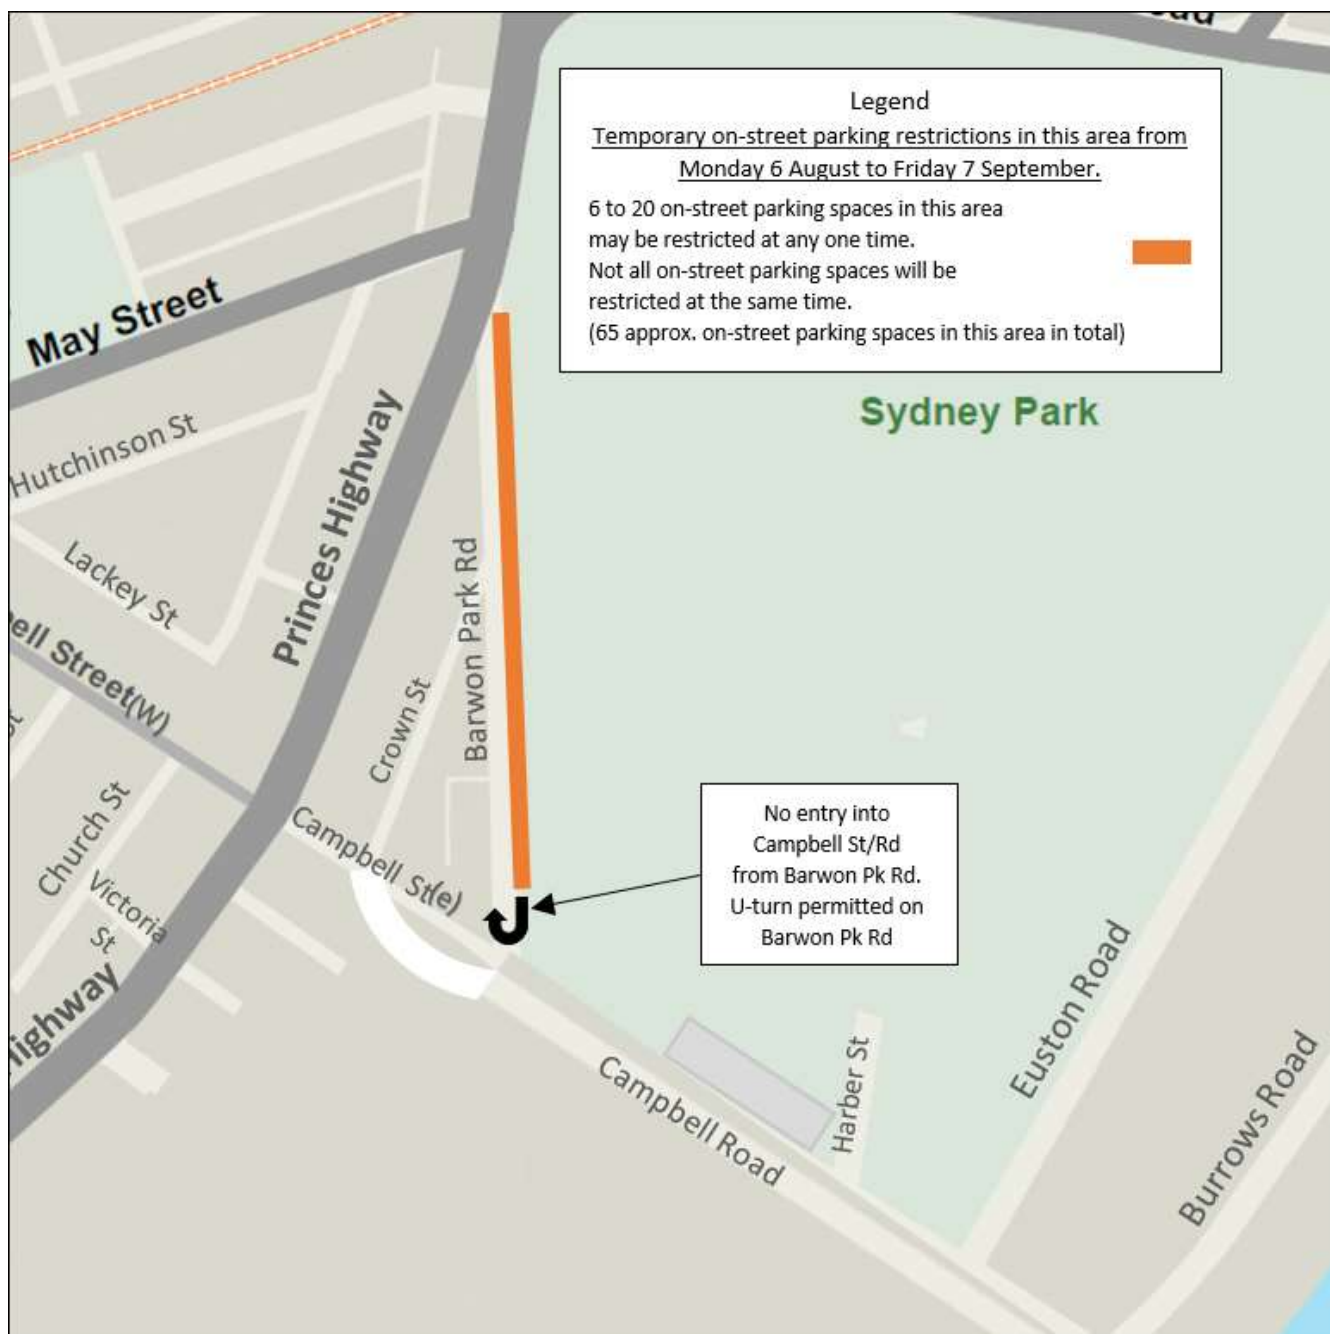 Legend
Temporary on-street parking restrictions in this area from
Monday 6 August to Friday 7 September.
6 to 20 on-street parking spaces in this area
may be restricted at any one time.
Not all on-street parking spaces will be
restricted at the same time.
(65 approx. on-street parking spaces in this area in total)
May Street
Sydney Park
Hutchinson St
Princes Highway
Lackey St
Barwon Park Rd
ell Street(W)
St
Crown St
Church St
Campbell St(e)
No entry into
Campbell St/Rd
from Barwon Pk Rd.
U-turn permitted on
Barwon Pk Rd
Victoria
St
Highway
Campbell Road
Harber St
Euston Road
Burrows Road